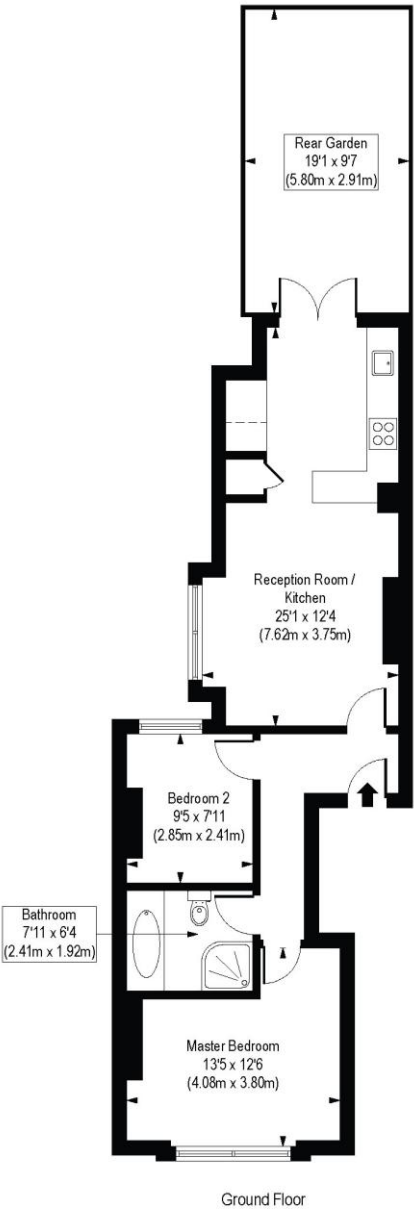 Rear Garden
19'1 x 9'7
(5.80m x 2.91m)
Reception Room /
Kitchen
25'1 x 12'4
(7.62m x 3.75m)
Bedroom 2
9'5 x 7'11
(2.85m x 2.41m)
Bathroom
7'11 x 6'4
(2.41m x 1.92m)
Master Bedroom
13'5 x 12'6
(4.08m x 3.80m)
Ground Floor